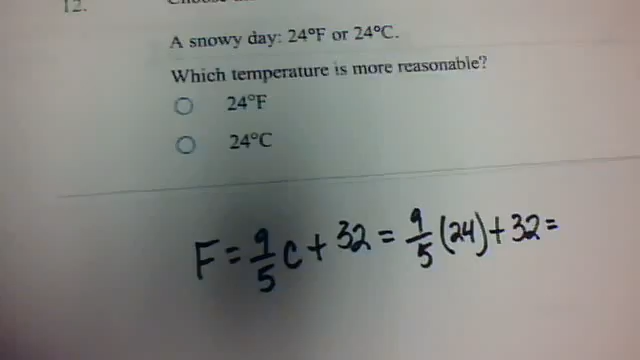 12.
A snowy day: 24°F or 24°C.
Which temperature is more reasonable?
24°F
24°C
F = 9/5 C + 32 = 9/5 (24) + 32 =